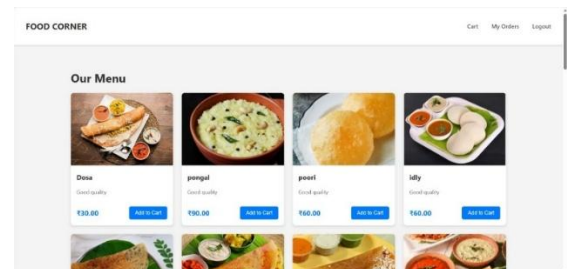 FOOD CORNER
Cart My Orders Logout
Our Menu
Dosa
Good quality
₹30.00 Add to Cart
pongal
Good quality
₹90.00 Add to Cart
poori
Good quality
₹60.00 Add to Cart
idly
Good quality
₹60.00 Add to Cart